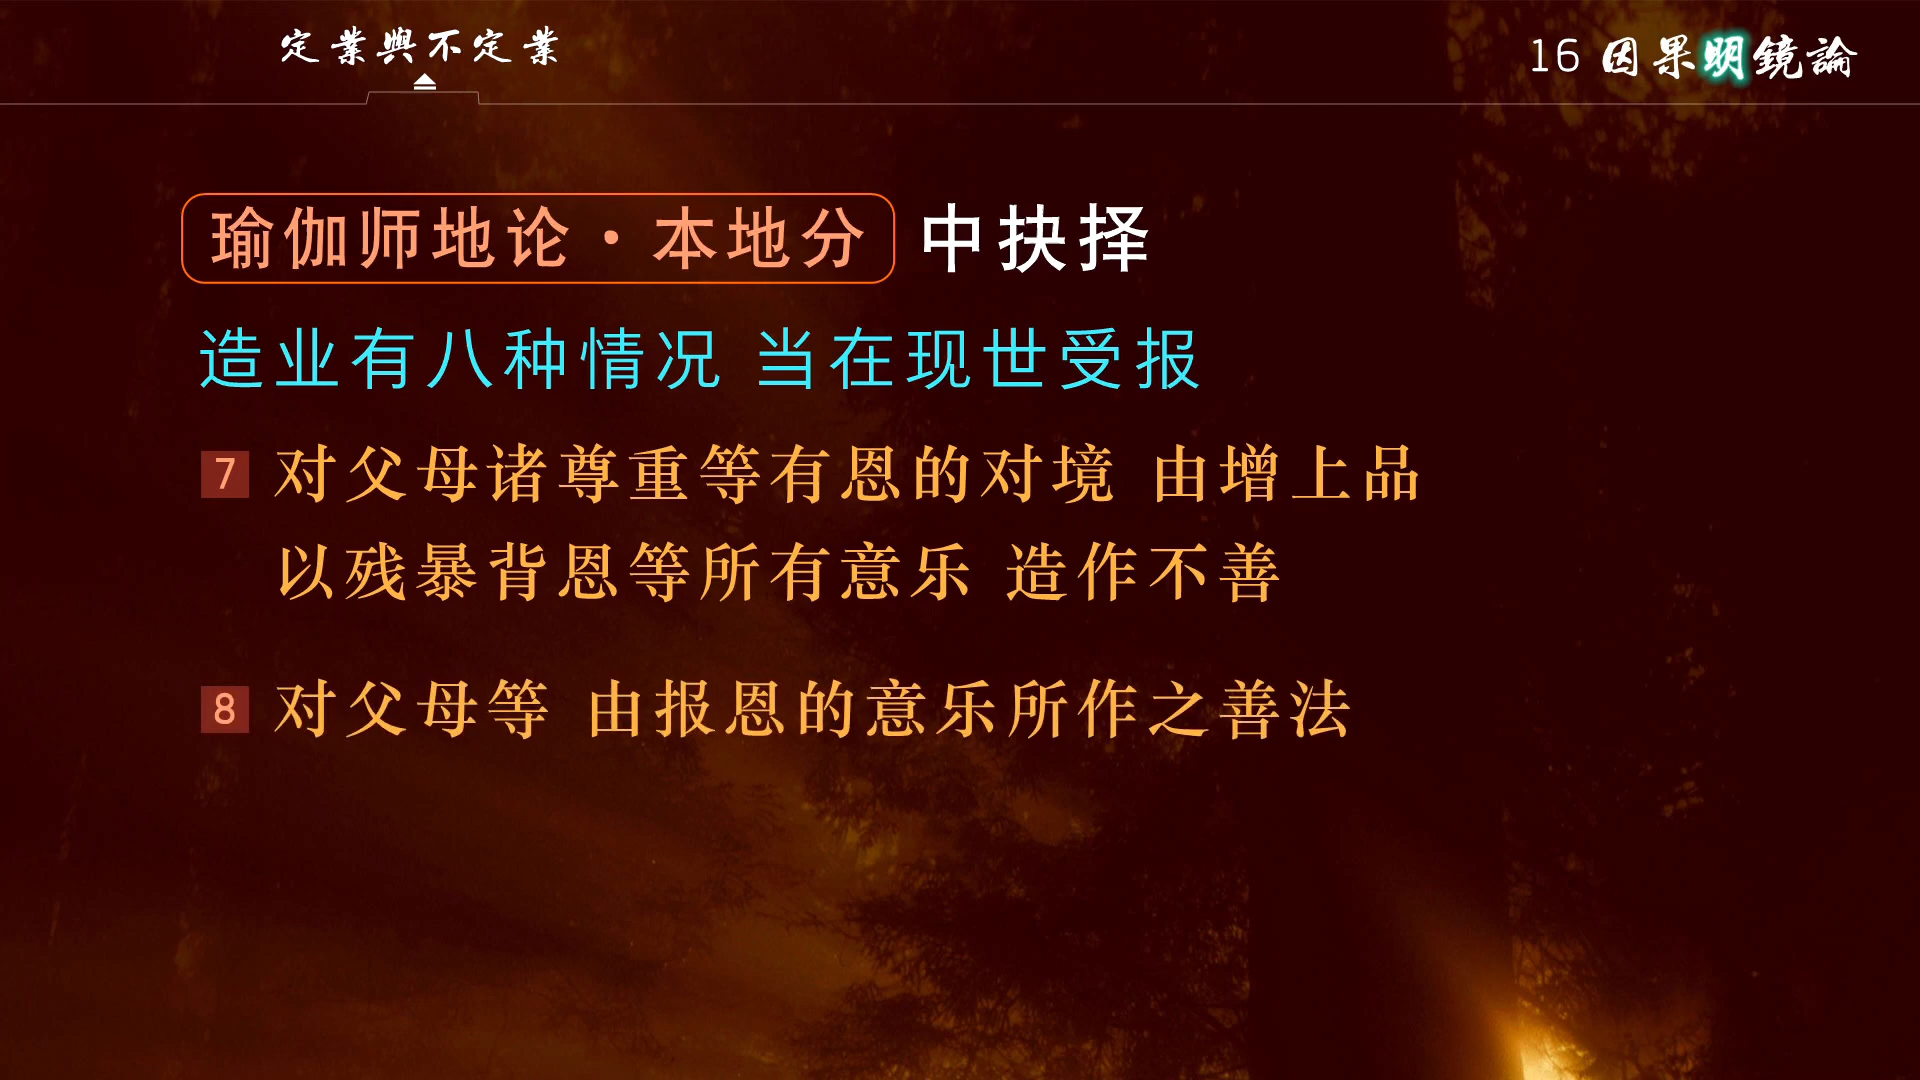 定業與不定業
16 因果明鏡論
瑜伽师地论·本地分 中抉择
造业有八种情况 当在现世受报
7 对父母诸尊重等有恩的对境 由增上品
以残暴背恩等所有意乐 造作不善
8 对父母等 由报恩的意乐所作之善法